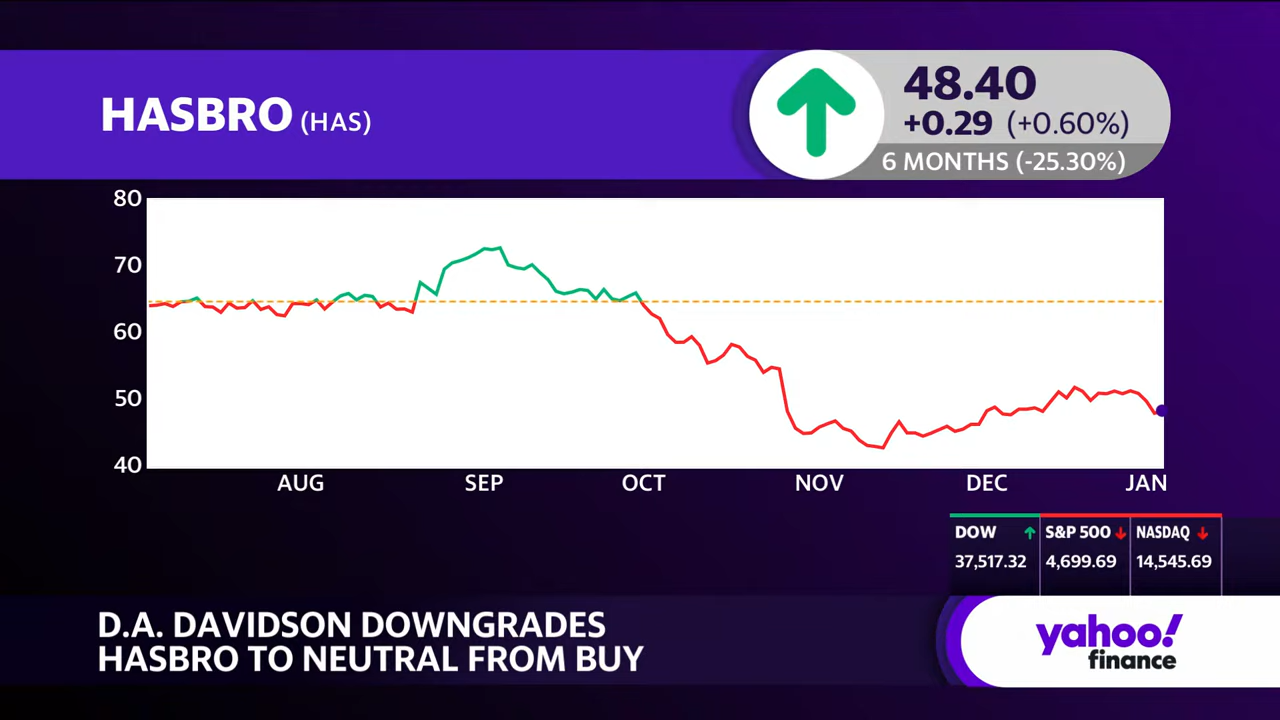 HASBRO (HAS)
48.40
+0.29 (+0.60%)
6 MONTHS (-25.30%)
80
70
60
50
40
AUG SEP OCT NOV DEC JAN
DOW S&P 500 NASDAQ
37,517.32 4,699.69 14,545.69
D.A. DAVIDSON DOWNGRADES
HASBRO TO NEUTRAL FROM BUY
yahoo!
finance